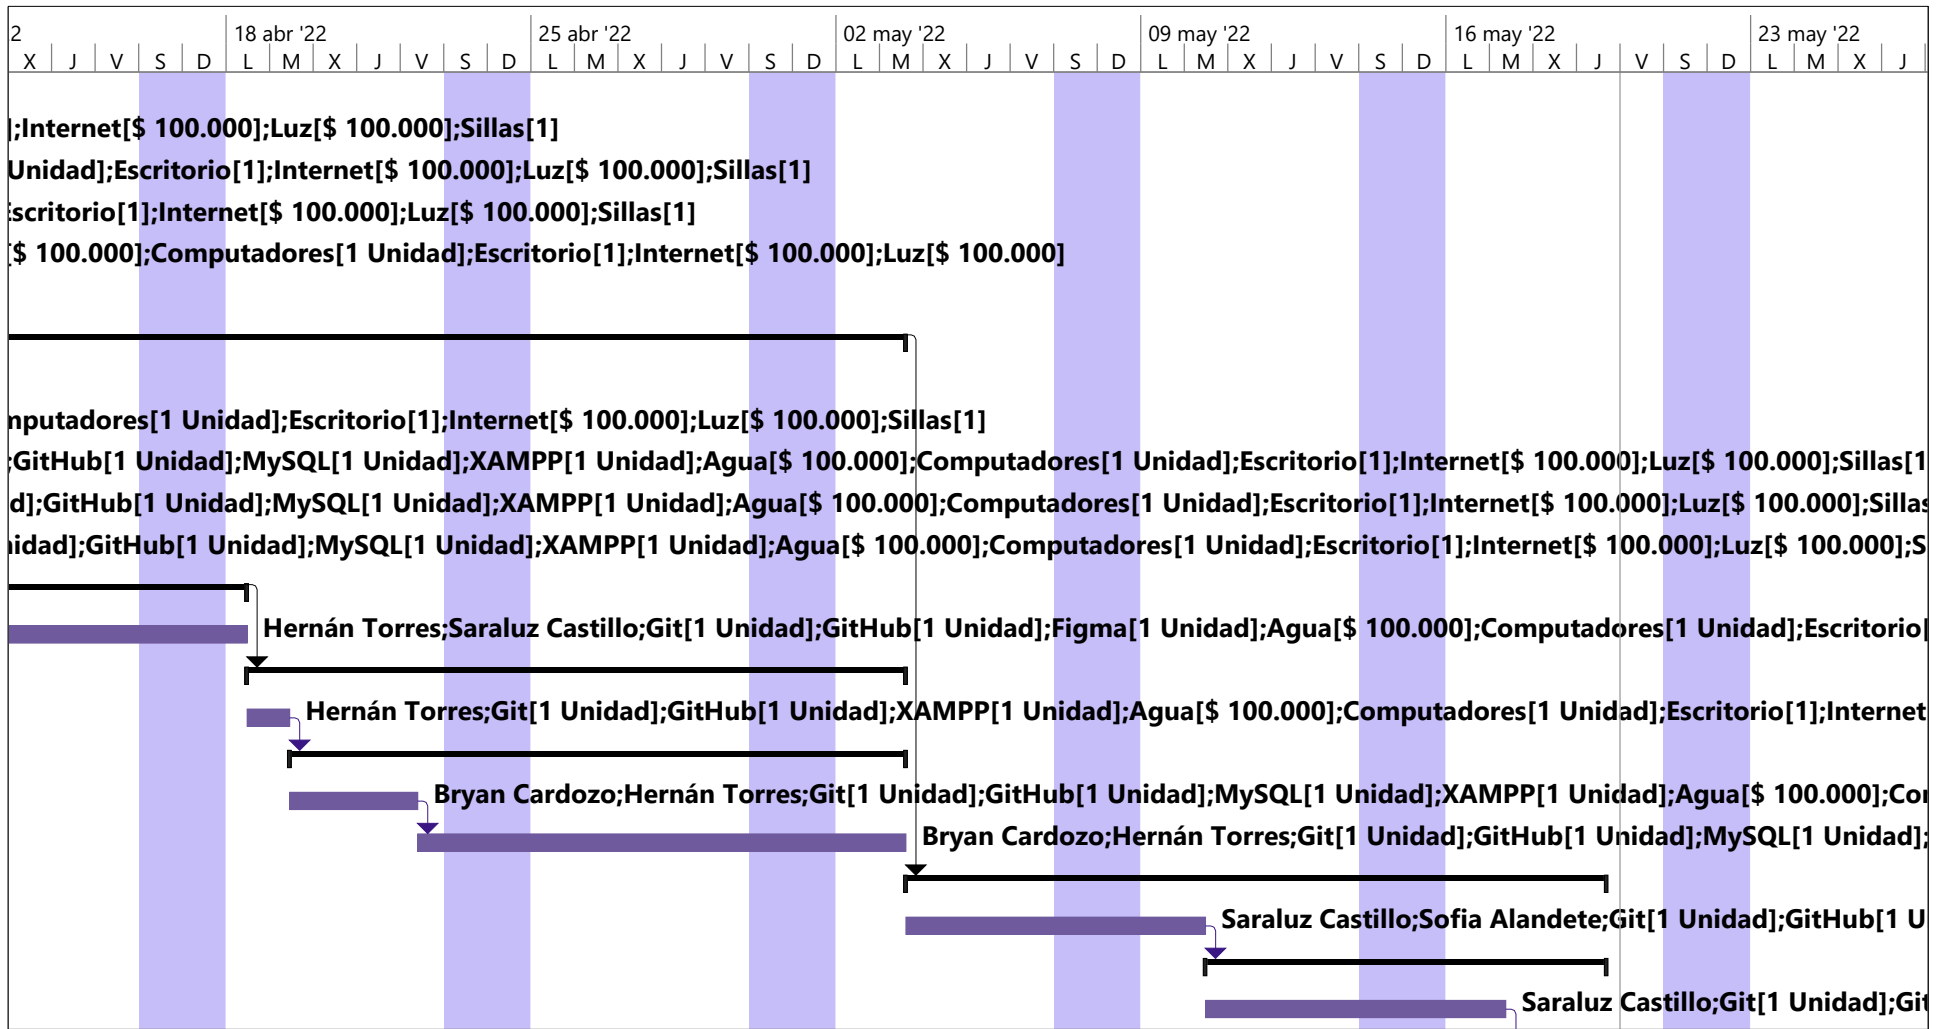 2 18 abr '22 25 abr '22 02 may '22 09 may '22 16 may '22 23 may '22
X J V S D L M X J V S D L M X J V S D L M X J V S D L M X J V S D L M X J V S D L M X J
];Internet[$ 100.000];Luz[$ 100.000];Sillas[1]
Unidad];Escritorio[1];Internet[$ 100.000];Luz[$ 100.000];Sillas[1]
scritorio[1];Internet[$ 100.000];Luz[$ 100.000];Sillas[1]
[$ 100.000];Computadores[1 Unidad];Escritorio[1];Internet[$ 100.000];Luz[$ 100.000]
mputadores[1 Unidad];Escritorio[1];Internet[$ 100.000];Luz[$ 100.000];Sillas[1]
;GitHub[1 Unidad];MySQL[1 Unidad];XAMPP[1 Unidad];Agua[$ 100.000];Computadores[1 Unidad];Escritorio[1];Internet[$ 100.000];Luz[$ 100.000];Sillas[1
d];GitHub[1 Unidad];MySQL[1 Unidad];XAMPP[1 Unidad];Agua[$ 100.000];Computadores[1 Unidad];Escritorio[1];Internet[$ 100.000];Luz[$ 100.000];Sillas
nidad];GitHub[1 Unidad];MySQL[1 Unidad];XAMPP[1 Unidad];Agua[$ 100.000];Computadores[1 Unidad];Escritorio[1];Internet[$ 100.000];Luz[$ 100.000];S
Hernán Torres;Saraluz Castillo;Git[1 Unidad];GitHub[1 Unidad];Figma[1 Unidad];Agua[$ 100.000];Computadores[1 Unidad];Escritorio[
Hernán Torres;Git[1 Unidad];GitHub[1 Unidad];XAMPP[1 Unidad];Agua[$ 100.000];Computadores[1 Unidad];Escritorio[1];Internet
Bryan Cardozo;Hernán Torres;Git[1 Unidad];GitHub[1 Unidad];MySQL[1 Unidad];XAMPP[1 Unidad];Agua[$ 100.000];Co
Bryan Cardozo;Hernán Torres;Git[1 Unidad];GitHub[1 Unidad];MySQL[1 Unidad];
Saraluz Castillo;Sofia Alandete;Git[1 Unidad];GitHub[1 U
Saraluz Castillo;Git[1 Unidad];Git